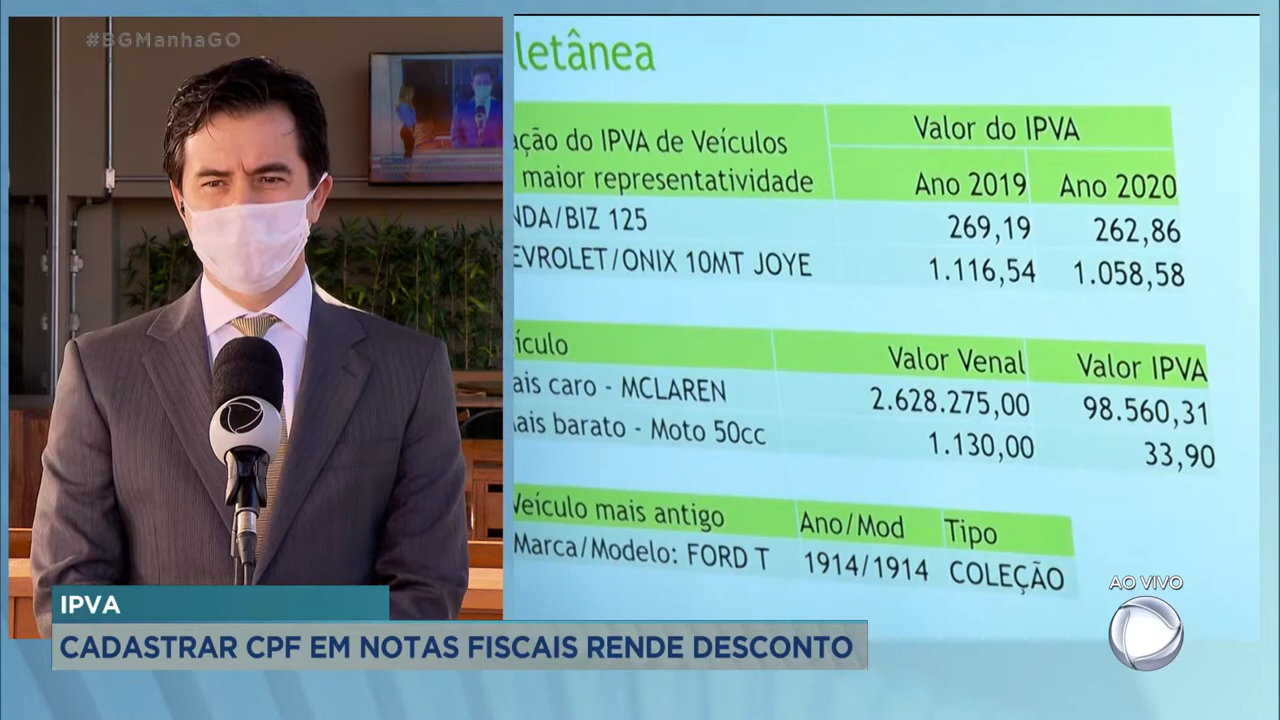 #BGManhaGO
letânea
ação do IPVA de Veículos
maior representatividade
Valor do IPVA
Ano 2019 Ano 2020
NDA/BIZ 125 269,19 262,86
EVROLET/ONIX 10MT JOYE 1.116,54 1.058,58
ículo Valor Venal Valor IPVA
ais caro - MCLAREN 2.628.275,00 98.560,31
ais barato - Moto 50cc 1.130,00 33,90
Veículo mais antigo Ano/Mod Tipo
Marca/Modelo: FORD T 1914/1914 COLEÇÃO
AO VIVO
IPVA
CADASTRAR CPF EM NOTAS FISCAIS RENDE DESCONTO